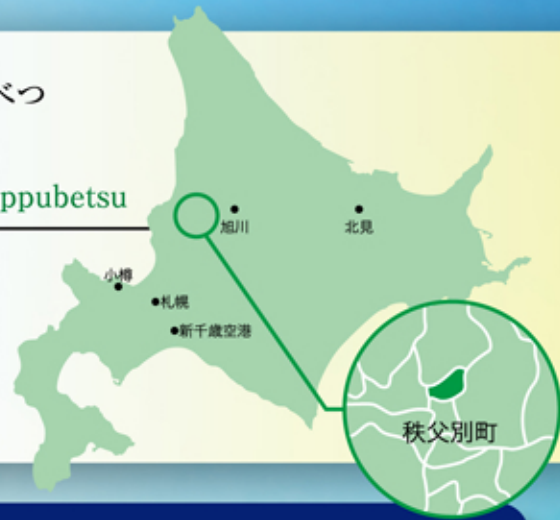 べつ
ppubetsu
旭川
北見
小樽
札幌
新千歳空港
秩父別町